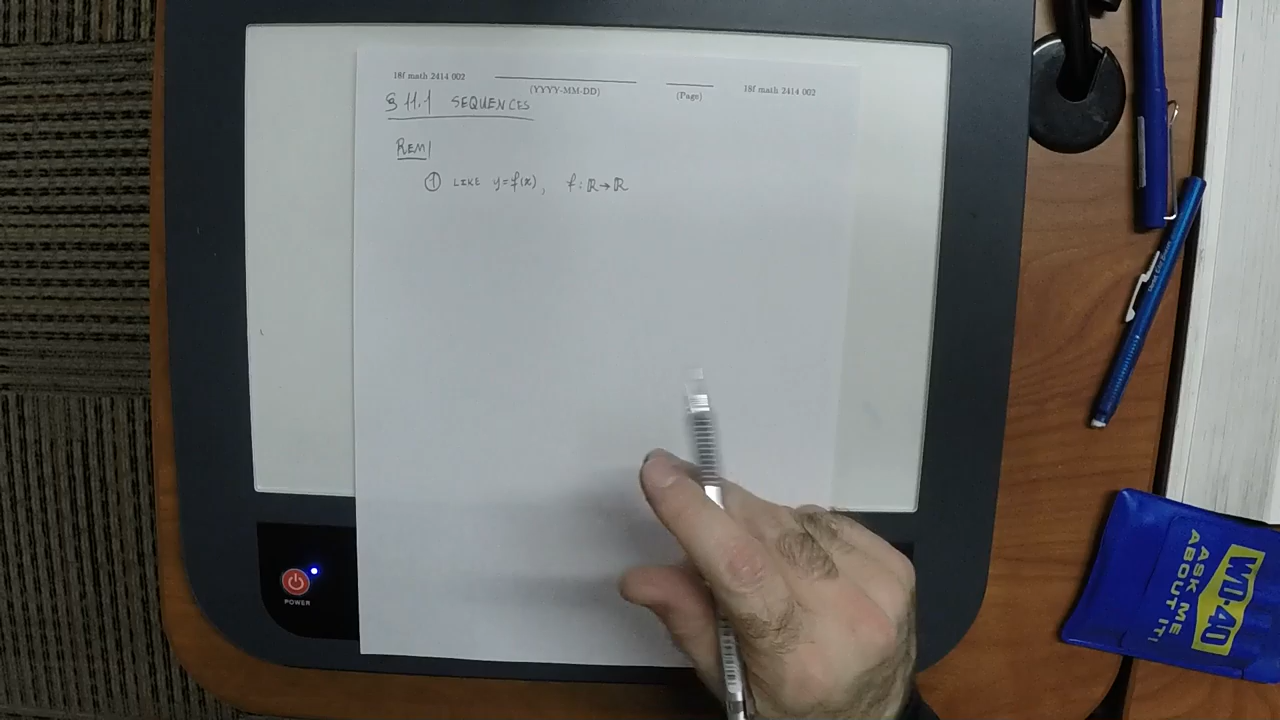 18f math 2414 002 (YYYY-MM-DD) (Page) 18f math 2414 002
§ 11.1 SEQUENCES
REM
① LIKE y=f(x), f: ℝ→ℝ
POWER
WD-40
ASK ME
ABOUT IT!